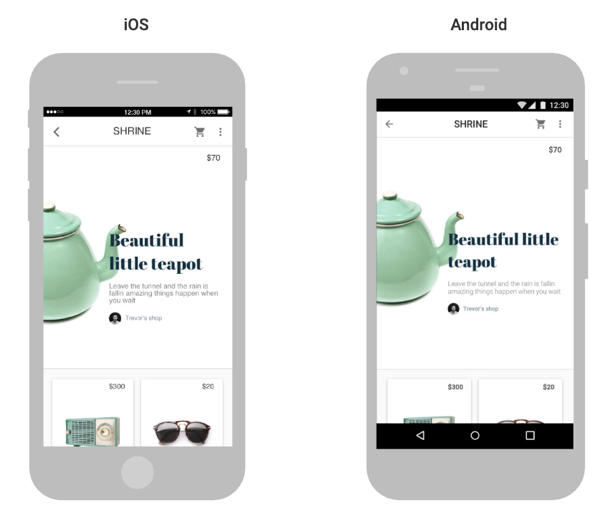 iOS
Android
12:30 PM
100%
SHRINE
$70
Beautiful
little teapot
Leave the tunnel and the rain is
fallin amazing things happen when
you wait
Trevor's shop
$300
$20
12:30
SHRINE
$70
Beautiful little
teapot
Leave the tunnel and the rain is
fallin amazing things happen when you wait
Trevor's shop
$300
$20